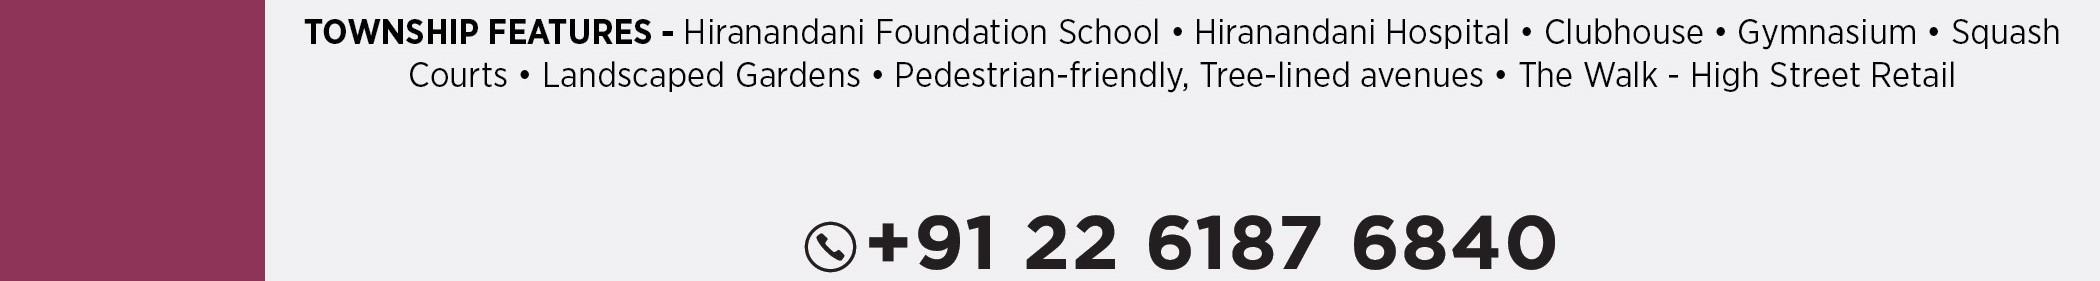 TOWNSHIP FEATURES - Hiranandani Foundation School • Hiranandani Hospital • Clubhouse • Gymnasium • Squash
Courts • Landscaped Gardens • Pedestrian-friendly, Tree-lined avenues • The Walk - High Street Retail
+91 22 6187 6840